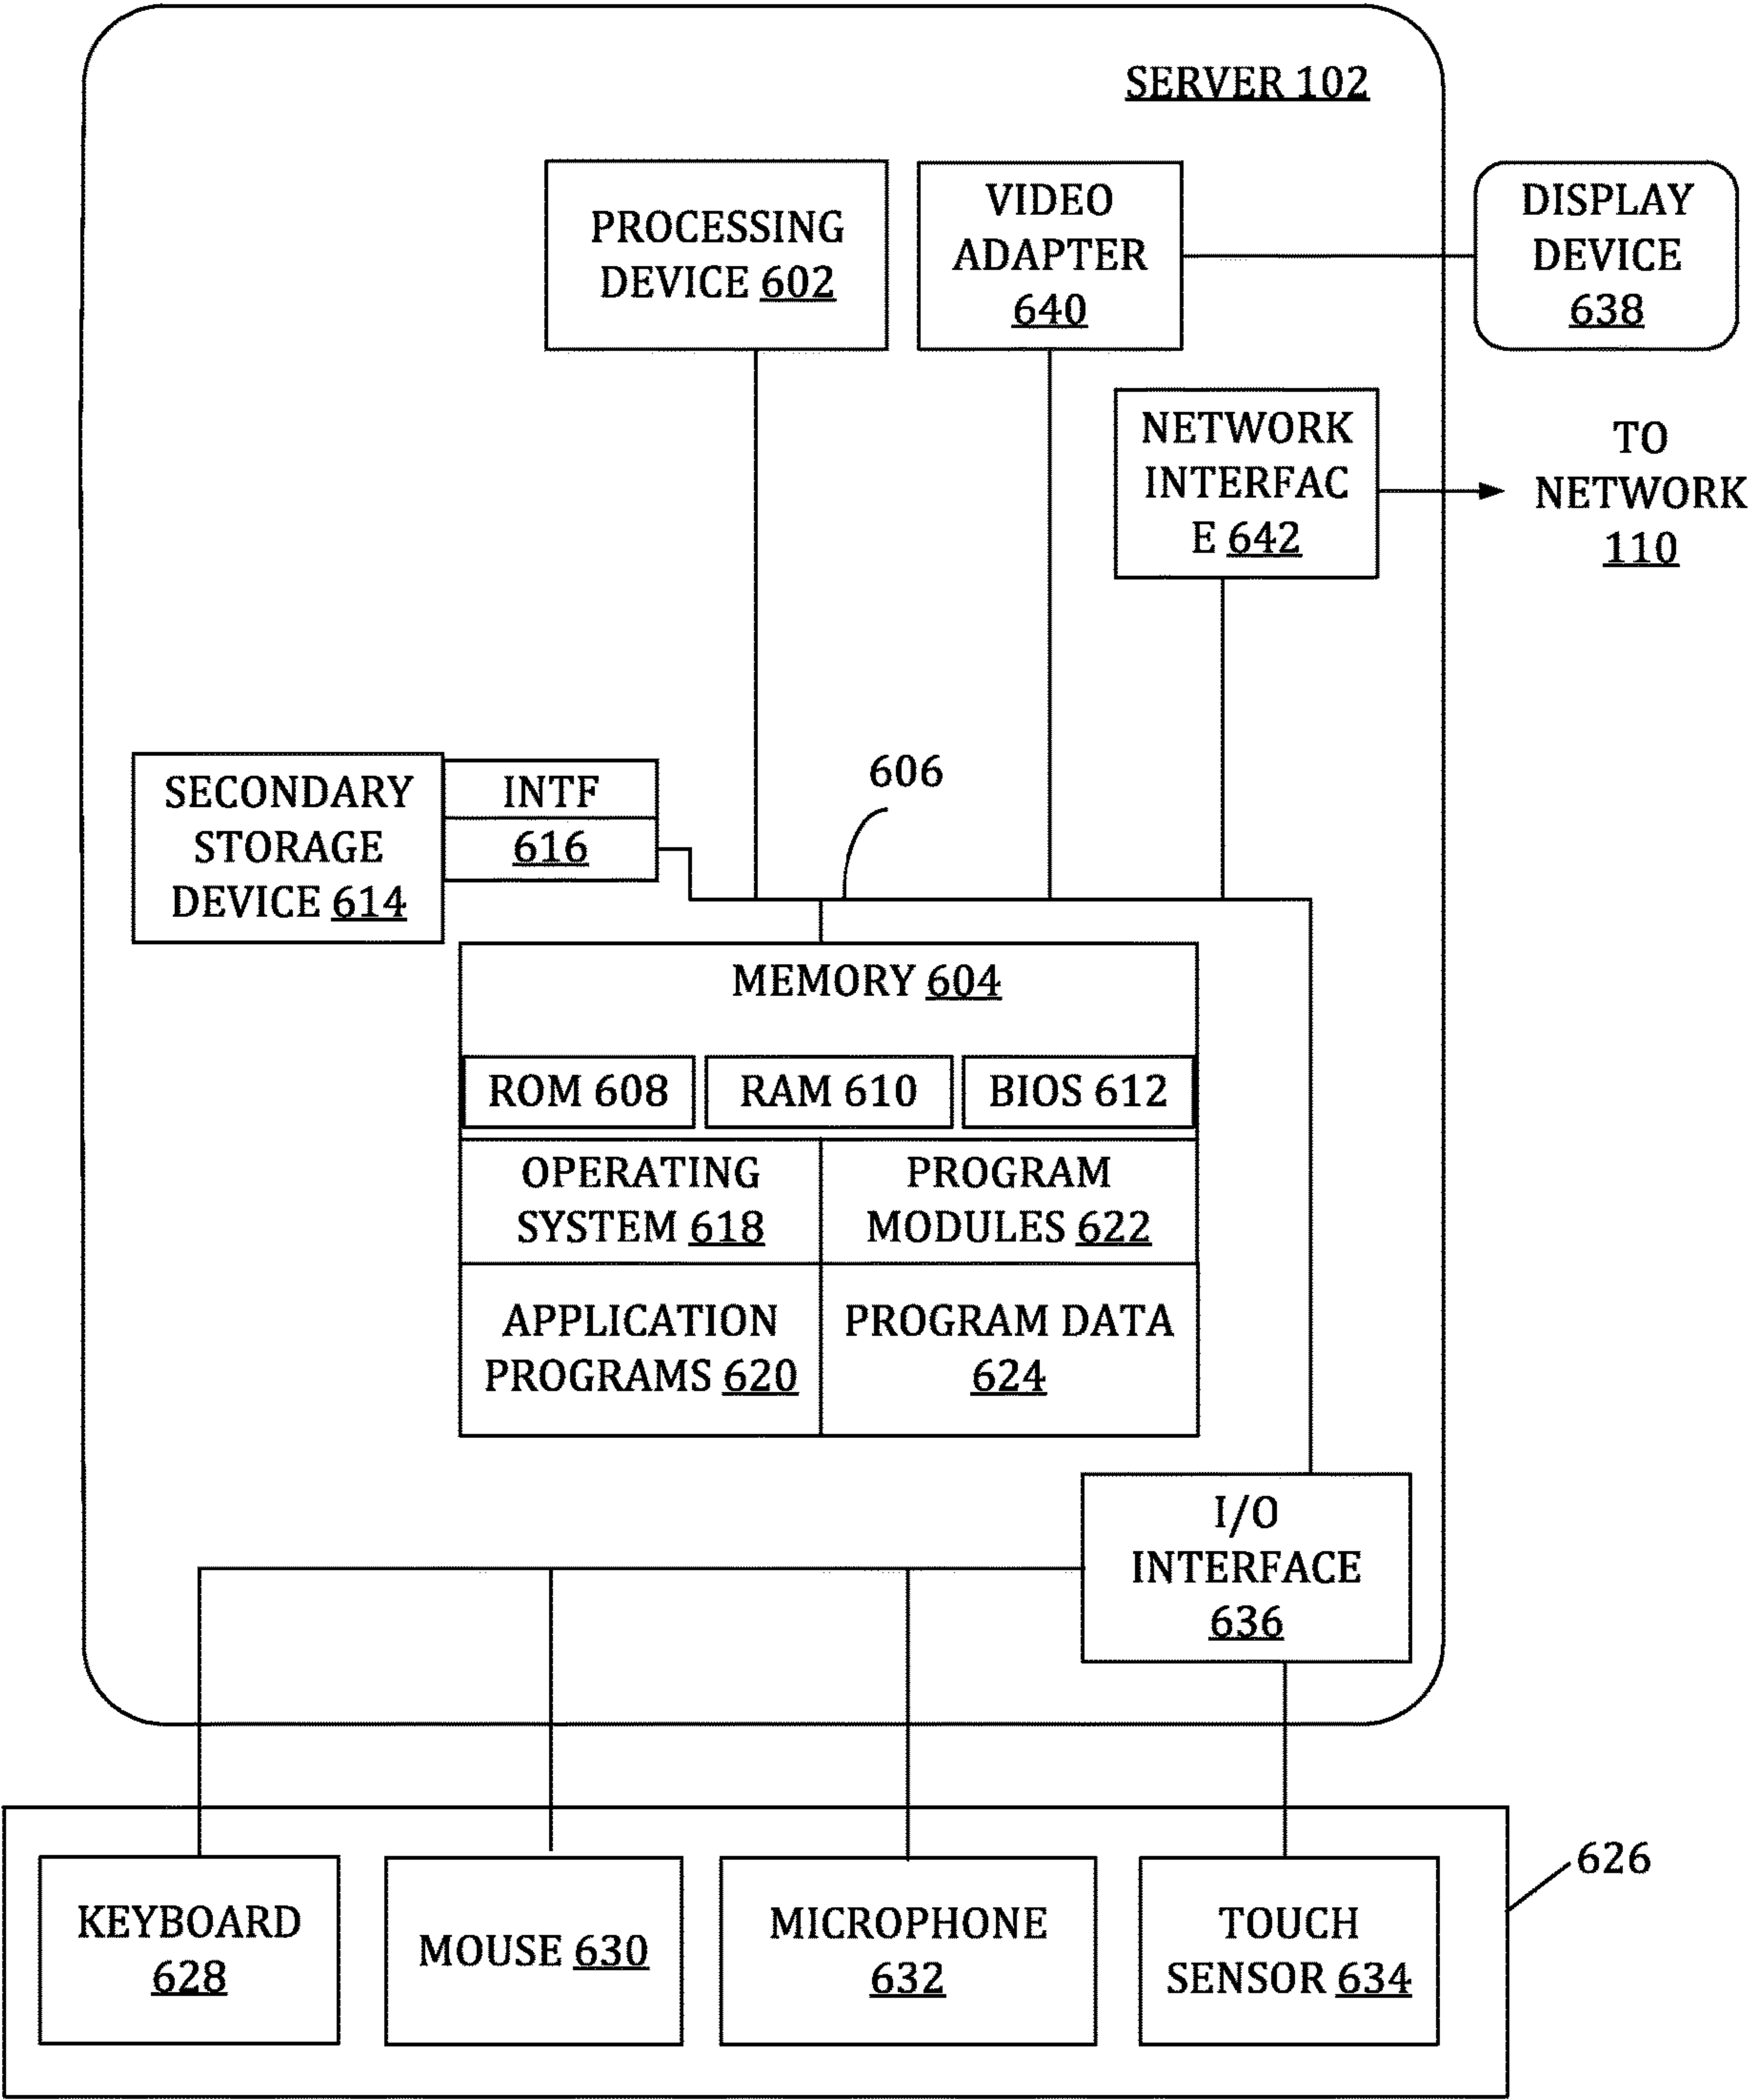 SERVER 102
PROCESSING
DEVICE 602
VIDEO
ADAPTER
640
DISPLAY
DEVICE
638
NETWORK
INTERFAC
E 642
TO
NETWORK
110
SECONDARY
STORAGE
DEVICE 614
INTF
616
606
MEMORY 604
ROM 608
RAM 610
BIOS 612
OPERATING
SYSTEM 618
PROGRAM
MODULES 622
APPLICATION
PROGRAMS 620
PROGRAM DATA
624
I/O
INTERFACE
636
626
KEYBOARD
628
MOUSE 630
MICROPHONE
632
TOUCH
SENSOR 634